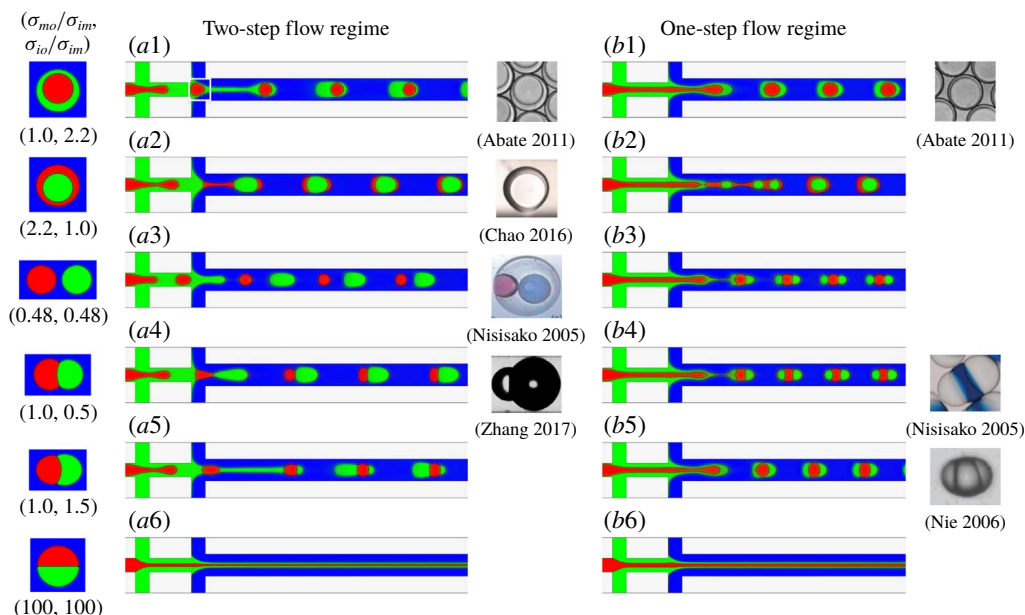 (σmo/σim,
σio/σim)
Two-step flow regime
One-step flow regime
(a1)
(b1)
(1.0, 2.2)
(Abate 2011)
(Abate 2011)
(a2)
(b2)
(2.2, 1.0)
(Chao 2016)
(a3)
(b3)
(0.48, 0.48)
(Nisisako 2005)
(a4)
(b4)
(1.0, 0.5)
(Zhang 2017)
(Nisisako 2005)
(a5)
(b5)
(1.0, 1.5)
(Nie 2006)
(a6)
(b6)
(100, 100)